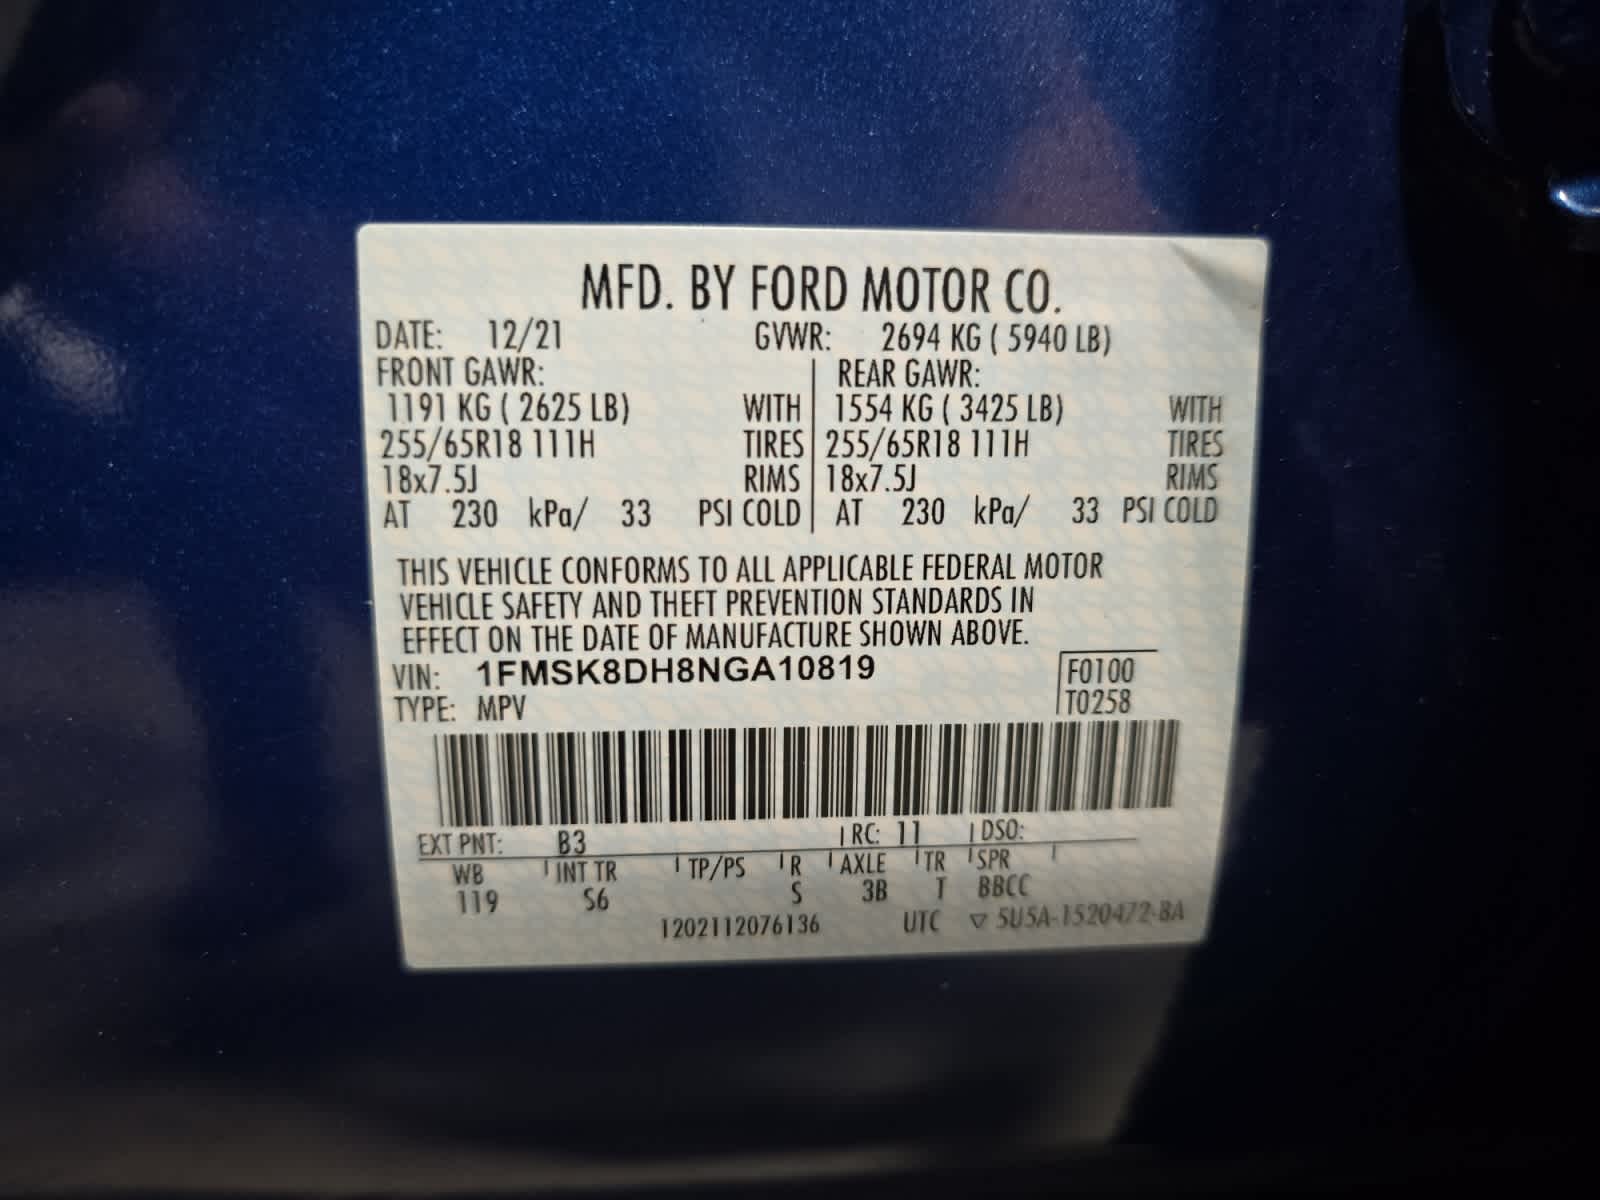 MFD. BY FORD MOTOR CO.
DATE: 12/21 GVWR: 2694 KG ( 5940 LB)
FRONT GAWR: REAR GAWR:
1191 KG ( 2625 LB) WITH 1554 KG ( 3425 LB) WITH
255/65R18 111H TIRES 255/65R18 111H TIRES
18x7.5J RIMS 18x7.5J RIMS
AT 230 kPa/ 33 PSI COLD AT 230 kPa/ 33 PSI COLD
THIS VEHICLE CONFORMS TO ALL APPLICABLE FEDERAL MOTOR
VEHICLE SAFETY AND THEFT PREVENTION STANDARDS IN
EFFECT ON THE DATE OF MANUFACTURE SHOWN ABOVE.
VIN: 1FMSK8DH8NGA10819 F0100
TYPE: MPV T0258
EXT PNT: B3 RC: 11 DSO:
WB INT TR TP/PS R AXLE TR SPR
119 S6 S 3B T BBCC
1202112076136 UTC ▽ 5U5A-1520472-BA